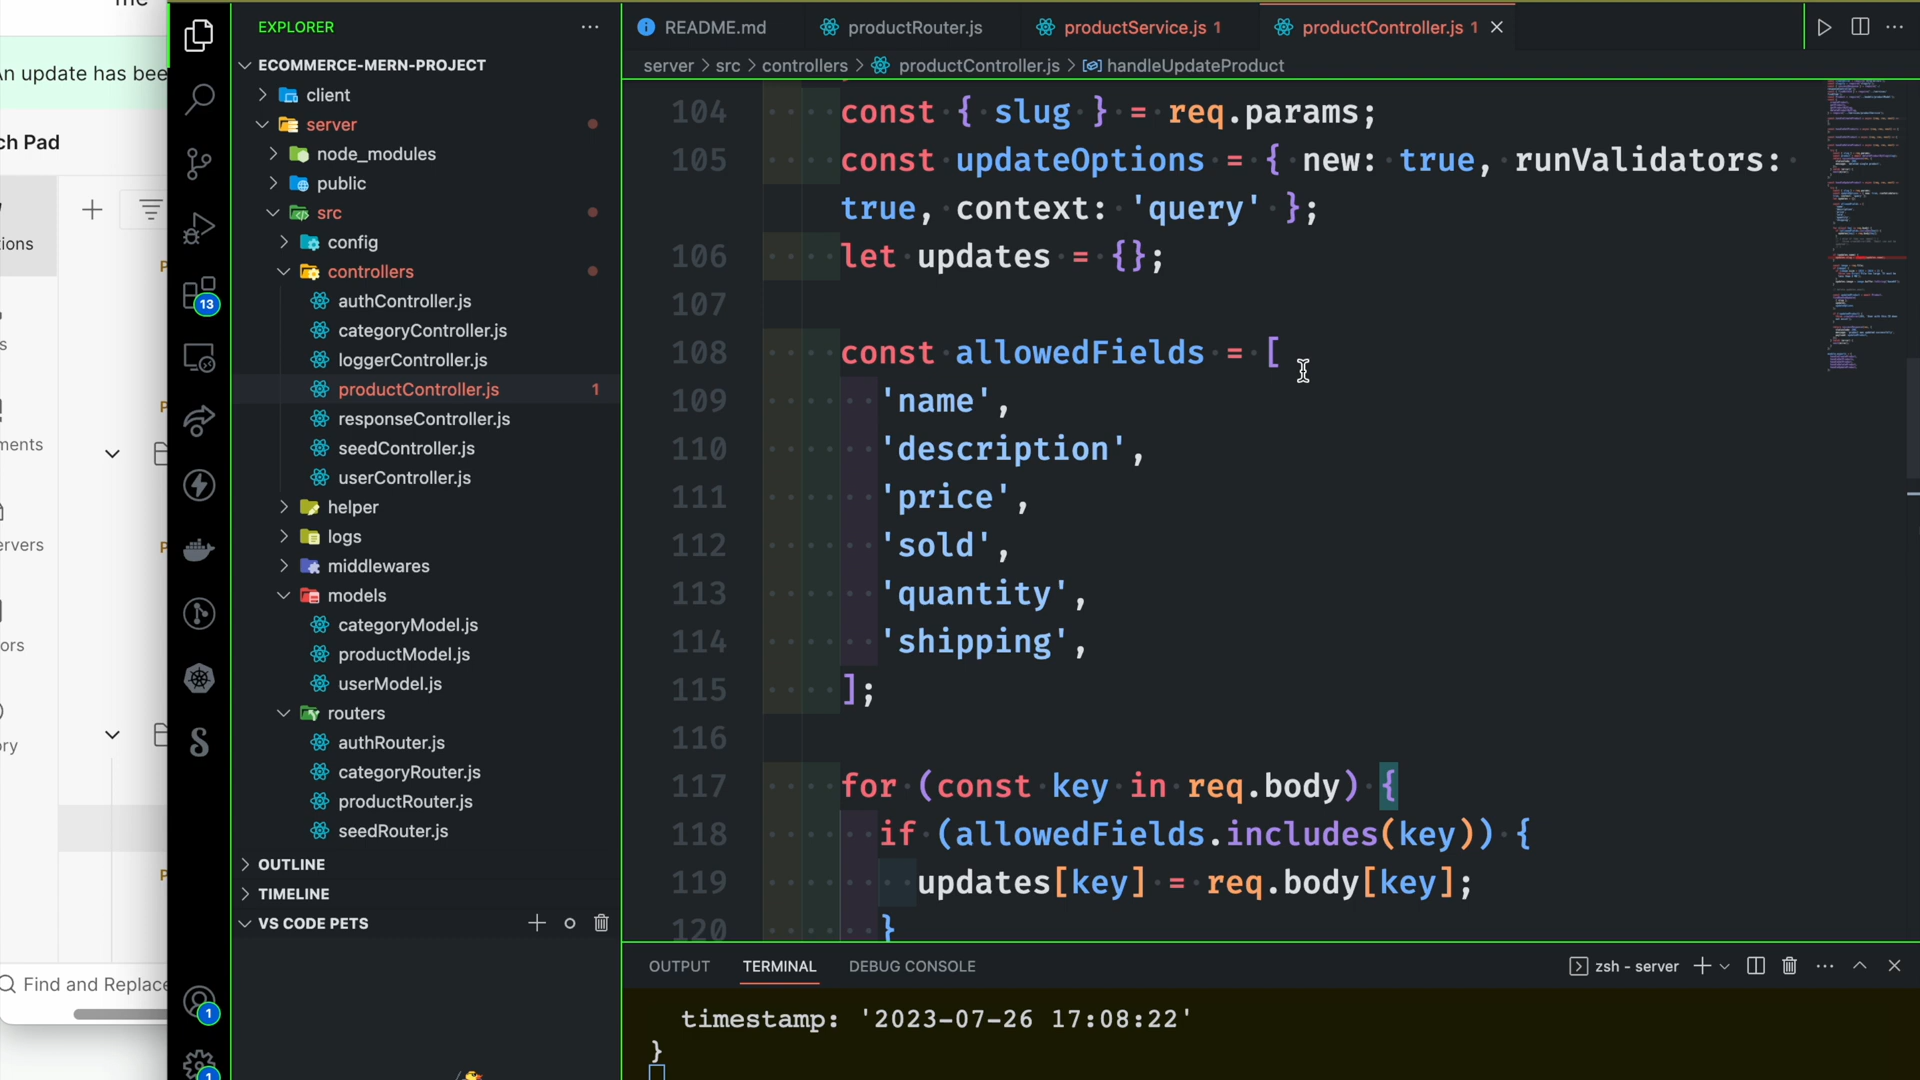 me
An update has bee
ch Pad
ions
s
ments
ervers
ors
ry
Find and Replace
13
1
1
EXPLORER
ECOMMERCE-MERN-PROJECT
client
server
node_modules
public
src
config
controllers
authController.js
categoryController.js
loggerController.js
productController.js 1
responseController.js
seedController.js
userController.js
helper
logs
middlewares
models
categoryModel.js
productModel.js
userModel.js
routers
authRouter.js
categoryRouter.js
productRouter.js
seedRouter.js
OUTLINE
TIMELINE
VS CODE PETS
README.md productRouter.js productService.js 1 productController.js 1
server > src > controllers > productController.js > handleUpdateProduct
104 const { slug } = req.params;
105 const updateOptions = { new: true, runValidators:
true, context: 'query' };
106 let updates = {};
107
108 const allowedFields = [
109 'name',
110 'description',
111 'price',
112 'sold',
113 'quantity',
114 'shipping',
115 ];
116
117 for (const key in req.body) {
118 if (allowedFields.includes(key)) {
119 updates[key] = req.body[key];
120 }
OUTPUT TERMINAL DEBUG CONSOLE zsh - server
timestamp: '2023-07-26 17:08:22'
}